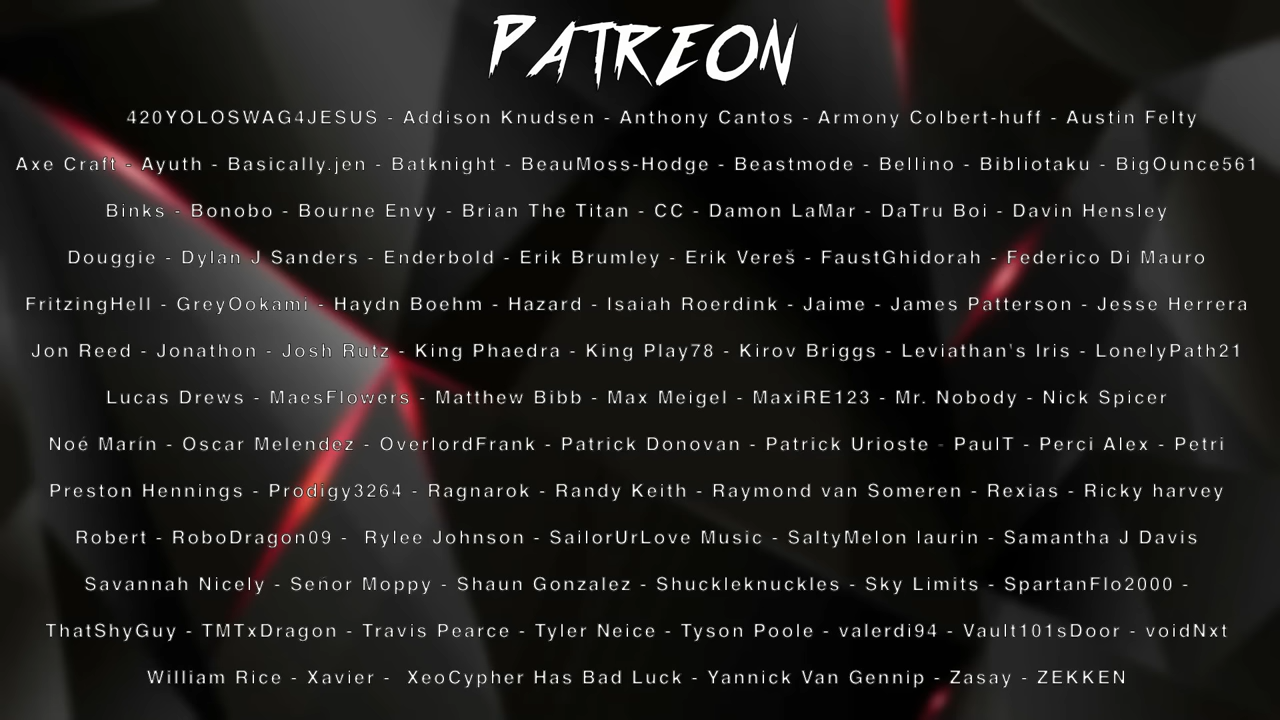 PATREON
420YOLOSWAG4JESUS - Addison Knudsen - Anthony Cantos - Armony Colbert-huff - Austin Felty
Axe Craft - Ayuth - Basically.jen - Batknight - BeauMoss-Hodge - Beastmode - Bellino - Bibliotaku - BigOunce561
Binks - Bonobo - Bourne Envy - Brian The Titan - CC - Damon LaMar - DaTru Boi - Davin Hensley
Douggie - Dylan J Sanders - Enderbold - Erik Brumley - Erik Vereš - FaustGhidorah - Federico Di Mauro
FritzingHell - GreyOokami - Haydn Boehm - Hazard - Isaiah Roerdink - Jaime - James Patterson - Jesse Herrera
Jon Reed - Jonathon - Josh Rutz - King Phaedra - King Play78 - Kirov Briggs - Leviathan's Iris - LonelyPath21
Lucas Drews - MaesFlowers - Matthew Bibb - Max Meigel - MaxiRE123 - Mr. Nobody - Nick Spicer
Noé Marín - Oscar Melendez - OverlordFrank - Patrick Donovan - Patrick Urioste - PaulT - Perci Alex - Petri
Preston Hennings - Prodigy3264 - Ragnarok - Randy Keith - Raymond van Someren - Rexias - Ricky harvey
Robert - RoboDragon09 - Rylee Johnson - SailorUrLove Music - SaltyMelon laurin - Samantha J Davis
Savannah Nicely - Señor Moppy - Shaun Gonzalez - Shuckleknuckles - Sky Limits - SpartanFlo2000 -
ThatShyGuy - TMTxDragon - Travis Pearce - Tyler Neice - Tyson Poole - valerdi94 - Vault101sDoor - voidNxt
William Rice - Xavier - XeoCypher Has Bad Luck - Yannick Van Gennip - Zasay - ZEKKEN